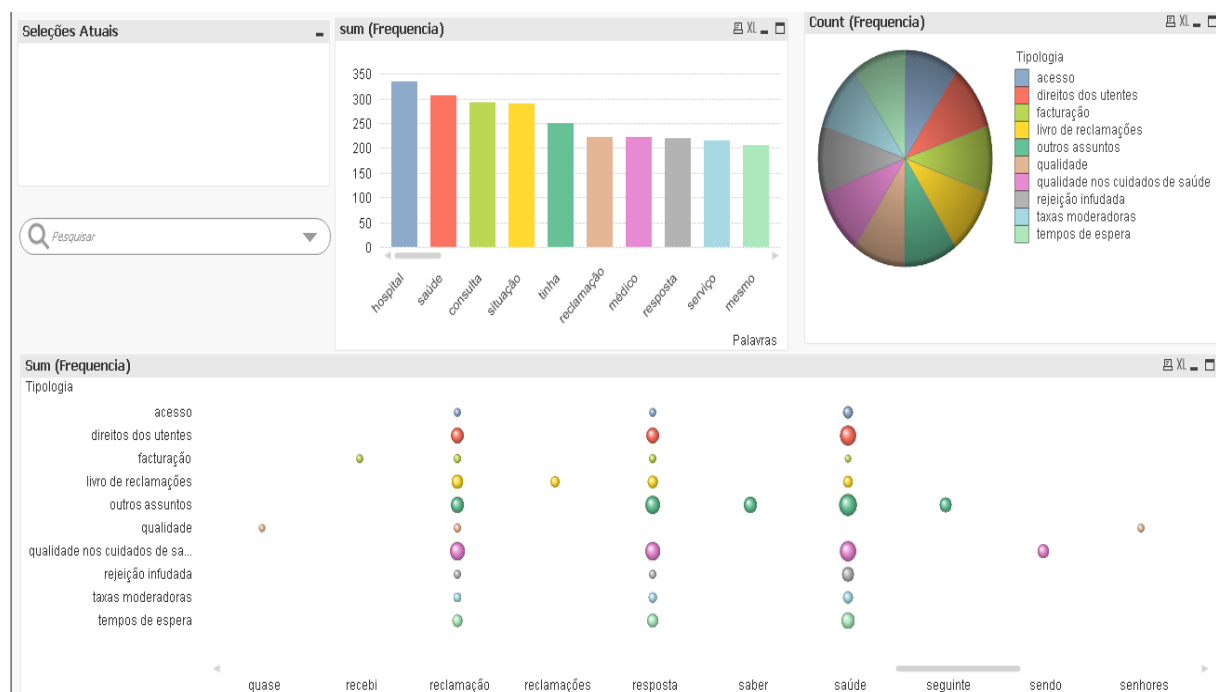 Seleções Atuais
Pesquisar
sum (Frequencia)
XL
350
300
250
200
150
100
50
0
hospital
saúde
consulta
situação
tinha
reclamação
médico
resposta
serviço
mesmo
Palavras
Count (Frequencia)
XL
Tipologia
acesso
direitos dos utentes
facturação
livro de reclamações
outros assuntos
qualidade
qualidade nos cuidados de saúde
rejeição infudada
taxas moderadoras
tempos de espera
Sum (Frequencia)
XL
Tipologia
acesso
direitos dos utentes
facturação
livro de reclamações
outros assuntos
qualidade
qualidade nos cuidados de sa...
rejeição infudada
taxas moderadoras
tempos de espera
quase recebi reclamação reclamações resposta saber saúde seguinte sendo senhores